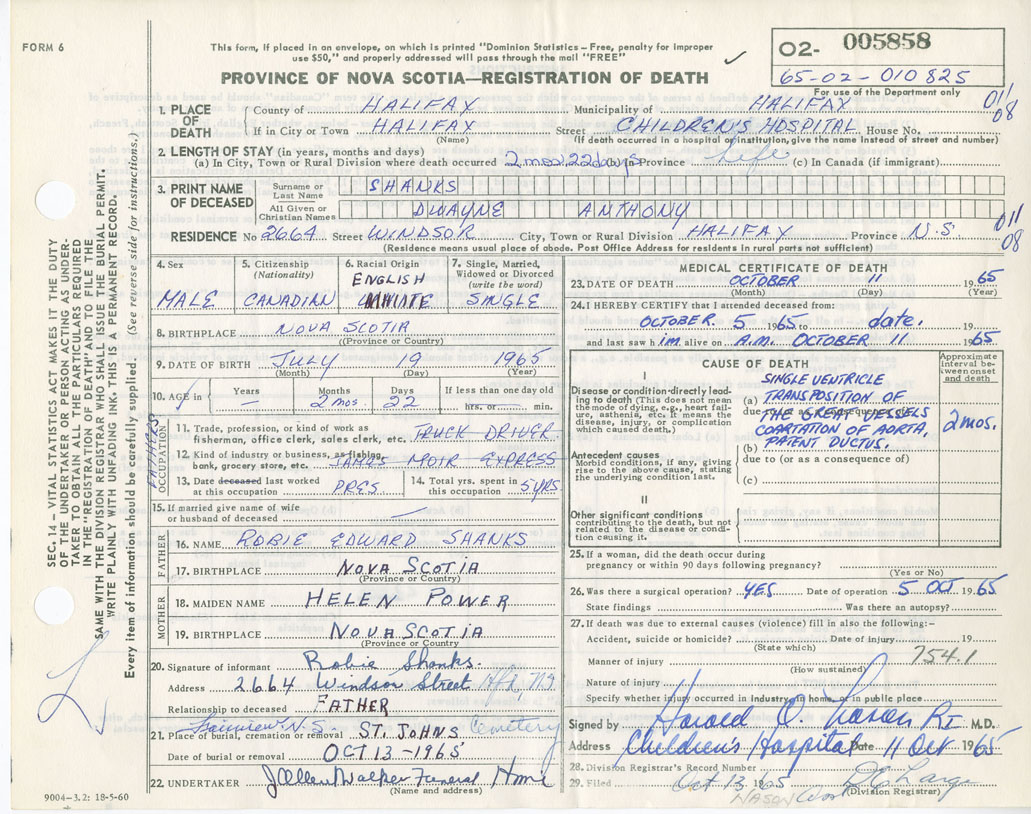 FORM 6
This form, if placed in an envelope, on which is printed "Dominion Statistics – Free, penalty for improper
use $50," and properly addressed will pass through the mail "FREE"
PROVINCE OF NOVA SCOTIA—REGISTRATION OF DEATH
02- 005858
65-02-010825
For use of the Department only
011
08
1. PLACE OF DEATH
County of HALIFAX Municipality of HALIFAX
If in City or Town HALIFAX Street CHILDREN'S HOSPITAL House No.
(Name) (If death occurred in a hospital or institution, give the name instead of street and number)
2. LENGTH OF STAY (in years, months and days)
(a) In City, Town or Rural Division where death occurred 2 mos. 22 days (b) In Province Life (c) In Canada (if immigrant)
3. PRINT NAME OF DECEASED
Surname or Last Name SHANKS
All Given or Christian Names DWAYNE ANTHONY
011
08
RESIDENCE No 2664 Street WINDSOR City, Town or Rural Division HALIFAX Province N.S.
(Residence means usual place of abode. Post Office Address for residents in rural parts not sufficient)
4. Sex 5. Citizenship (Nationality) 6. Racial Origin 7. Single, Married, Widowed or Divorced (write the word)
ENGLISH
MALE CANADIAN WHITE SINGLE
8. BIRTHPLACE NOVA SCOTIA
(Province or Country)
9. DATE OF BIRTH JULY 19 1965
(Month) (Day) (Year)
10. AGE in Years Months Days If less than one day old
— 2 mos. 22 hrs. or min.
FATHERS
OCCUPATION
11. Trade, profession, or kind of work as
fisherman, office clerk, sales clerk, etc. TRUCK DRIVER
12. Kind of industry or business, as fishing,
bank, grocery store, etc. JAMES MOIR EXPRESS
13. Date deceased last worked
at this occupation PRES
14. Total yrs. spent in
this occupation 5 YRS
15. If married give name of wife
or husband of deceased —
FATHER
16. NAME ROBIE EDWARD SHANKS
17. BIRTHPLACE NOVA SCOTIA
(Province or Country)
MOTHER
18. MAIDEN NAME HELEN POWER
19. BIRTHPLACE NOVA SCOTIA
(Province or Country)
20. Signature of informant Robie Shanks.
Address 2664 Windsor Street Hfx NS
Relationship to deceased FATHER
Fairview N.S.
21. Place of burial, cremation or removal ST. JOHNS Cemetery
Date of burial or removal OCT 13 – 1965
22. UNDERTAKER J Allen Walker Funeral Home
(Name and address)
9004–3.2: 18-5-60
MEDICAL CERTIFICATE OF DEATH
23. DATE OF DEATH OCTOBER 11 1965
(Month) (Day) (Year)
24. I HEREBY CERTIFY that I attended deceased from:
OCTOBER 5 1965 to date. 19
and last saw him alive on A.M. OCTOBER 11 1965
CAUSE OF DEATH
Approximate interval between onset and death
I
Disease or condition directly leading to death (This does not mean the mode of dying, e.g., heart failure, asthenia, etc. It means the disease, injury, or complication which caused death.)
SINGLE VENTRICLE
(a) TRANSPOSITION OF
due to (or as a consequence of)
THE GREAT VESSELS
COARTATION OF AORTA,
(b) PATENT DUCTUS.
2 mos.
due to (or as a consequence of)
(c)
Antecedent causes
Morbid conditions, if any, giving rise to the above cause, stating the underlying condition last.
II
Other significant conditions
contributing to the death, but not related to the disease or condition causing it.
25. If a woman, did the death occur during
pregnancy or within 90 days following pregnancy?
(Yes or No)
26. Was there a surgical operation? YES Date of operation 5 OCT 1965
State findings Was there an autopsy?
27. If death was due to external causes (violence) fill in also the following:–
Accident, suicide or homicide? Date of injury 19
(State which)
754.1
Manner of injury
(How sustained)
Nature of injury
Specify whether injury occurred in industry, in home, or in public place
Signed by Harold O. Nason M.D.
Address Children's Hospital Date 11 Oct 1965
28. Division Registrar's Record Number
29. Filed Oct 13 1965
(Division Registrar)
NASON
SEC. 14 – VITAL STATISTICS ACT MAKES IT THE DUTY
OF THE UNDERTAKER OR PERSON ACTING AS UNDER-
TAKER TO OBTAIN ALL THE PARTICULARS REQUIRED
IN THE "REGISTRATION OF DEATH" AND TO FILE THE
SAME WITH THE DIVISION REGISTRAR WHO SHALL ISSUE THE BURIAL PERMIT.
WRITE PLAINLY WITH UNFADING INK. THIS IS A PERMANENT RECORD.
Every item of information should be carefully supplied. (See reverse side for instructions.)